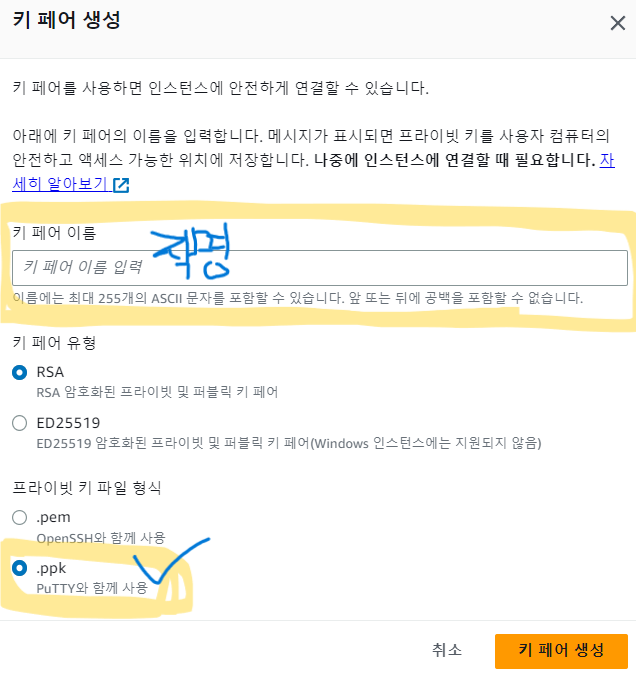 키 페어 생성
키 페어를 사용하면 인스턴스에 안전하게 연결할 수 있습니다.
아래에 키 페어의 이름을 입력합니다. 메시지가 표시되면 프라이빗 키를 사용자 컴퓨터의
안전하고 액세스 가능한 위치에 저장합니다. 나중에 인스턴스에 연결할 때 필요합니다. 자
세히 알아보기
키 페어 이름
작명
키 페어 이름 입력
이름에는 최대 255개의 ASCII 문자를 포함할 수 있습니다. 앞 또는 뒤에 공백을 포함할 수 없습니다.
키 페어 유형
RSA
RSA 암호화된 프라이빗 및 퍼블릭 키 페어
ED25519
ED25519 암호화된 프라이빗 및 퍼블릭 키 페어(Windows 인스턴스에는 지원되지 않음)
프라이빗 키 파일 형식
.pem
OpenSSH와 함께 사용
.ppk
PuTTY와 함께 사용
취소
키 페어 생성